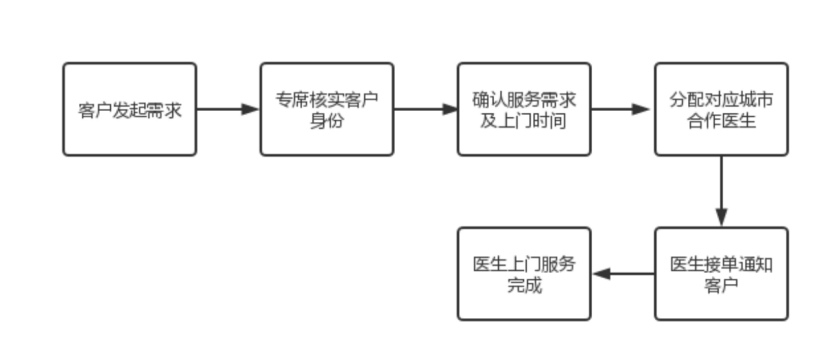 客户发起需求
专席核实客户
身份
确认服务需求
及上门时间
分配对应城市
合作医生
医生接单通知
客户
医生上门服务
完成